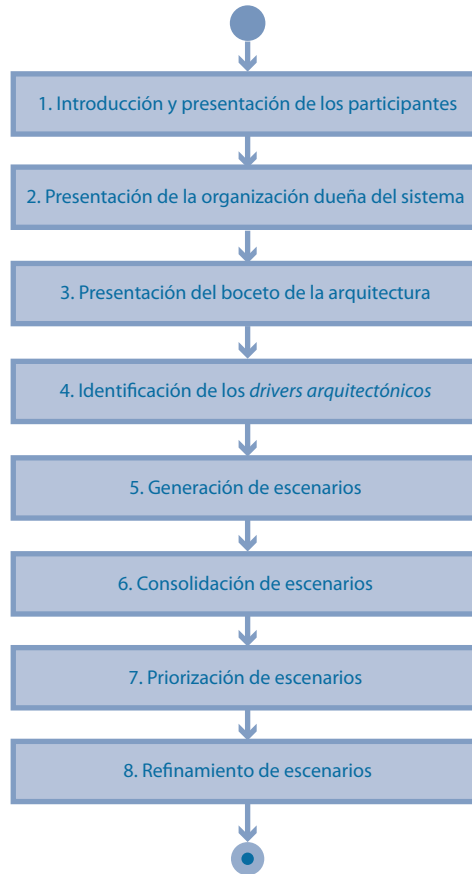 1. Introducción y presentación de los participantes
2. Presentación de la organización dueña del sistema
3. Presentación del boceto de la arquitectura
4. Identificación de los drivers arquitectónicos
5. Generación de escenarios
6. Consolidación de escenarios
7. Priorización de escenarios
8. Refinamiento de escenarios